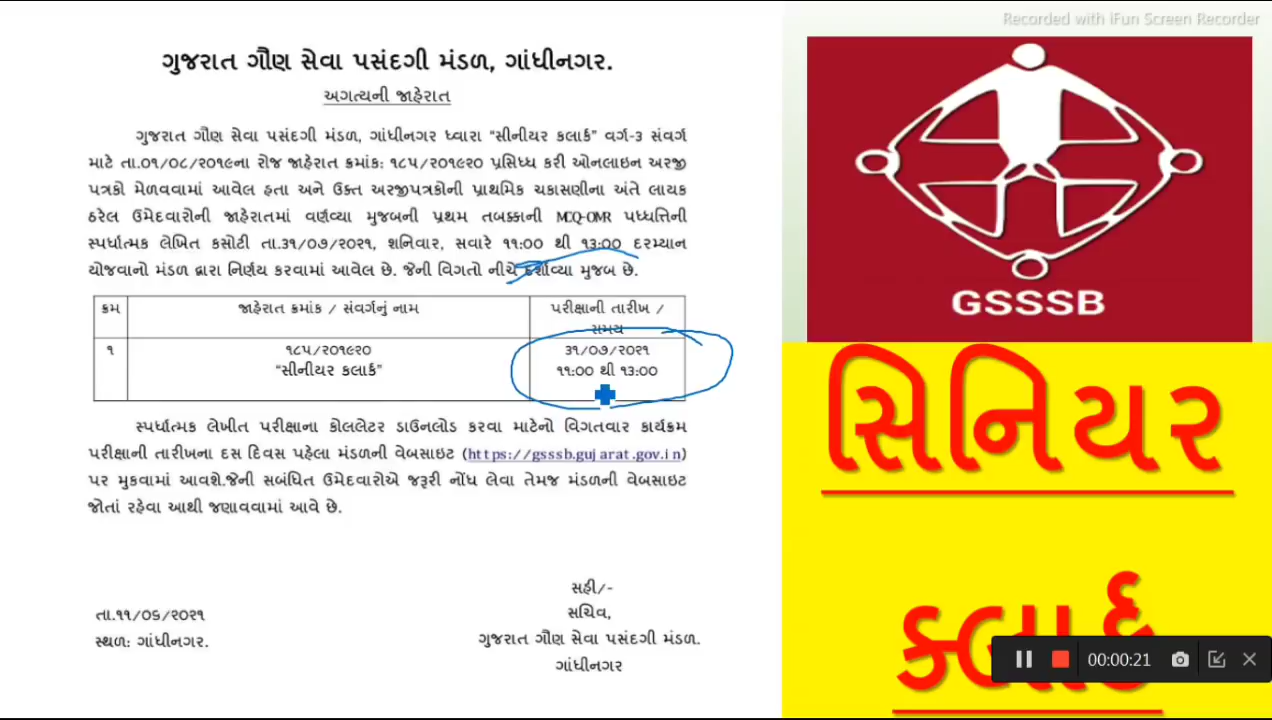 Recorded with iFun Screen Recorder
ગુજરાત ગૌણ સેવા પસંદગી મંડળ, ગાંધીનગર.
અગત્યની જાહેરાત
ગુજરાત ગૌણ સેવા પસંદગી મંડળ, ગાંધીનગર ધ્વારા “સીનીયર કલાર્ક” વર્ગ-૩ સંવર્ગ
માટે તા.૦૧/૦૮/૨૦૧૯ના રોજ જાહેરાત ક્રમાંક: ૧૮૫/૨૦૧૯૨૦ પ્રસિધ્ધ કરી ઓનલાઇન અરજી
પત્રકો મેળવવામાં આવેલ હતા અને ઉક્ત અરજીપત્રકોની પ્રાથમિક ચકાસણીના અંતે લાયક
ઠરેલ ઉમેદવારોની જાહેરાતમાં વર્ણવ્યા મુજબની પ્રથમ તબક્કાની MCQ-OMR પધ્ધતિની
સ્પર્ધાત્મક લેખિત કસોટી તા.૩૧/૦૭/૨૦૨૧, શનિવાર, સવારે ૧૧:૦૦ થી ૧૩:૦૦ દરમ્યાન
યોજવાનો મંડળ દ્વારા નિર્ણય કરવામાં આવેલ છે. જેની વિગતો નીચે દર્શાવ્યા મુજબ છે.
ક્રમ જાહેરાત ક્રમાંક / સંવર્ગનું નામ પરીક્ષાની તારીખ /
સમય
૧ ૧૮૫/૨૦૧૯૨૦ ૩૧/૦૭/૨૦૨૧
“સીનીયર કલાર્ક” ૧૧:૦૦ થી ૧૩:૦૦
સ્પર્ધાત્મક લેખીત પરીક્ષાના કોલલેટર ડાઉનલોડ કરવા માટેનો વિગતવાર કાર્યક્રમ
પરીક્ષાની તારીખના દસ દિવસ પહેલા મંડળની વેબસાઇટ (https://gsssb.gujarat.gov.in)
પર મુકવામાં આવશે.જેની સબંધિત ઉમેદવારોએ જરૂરી નોંધ લેવા તેમજ મંડળની વેબસાઇટ
જોતાં રહેવા આથી જણાવવામાં આવે છે.
સહી/-
તા.૧૧/૦૬/૨૦૨૧
સચિવ,
સ્થળ: ગાંધીનગર.
ગુજરાત ગૌણ સેવા પસંદગી મંડળ.
ગાંધીનગર
GSSSB
સિનિયર
ક્લાર્ક
00:00:21